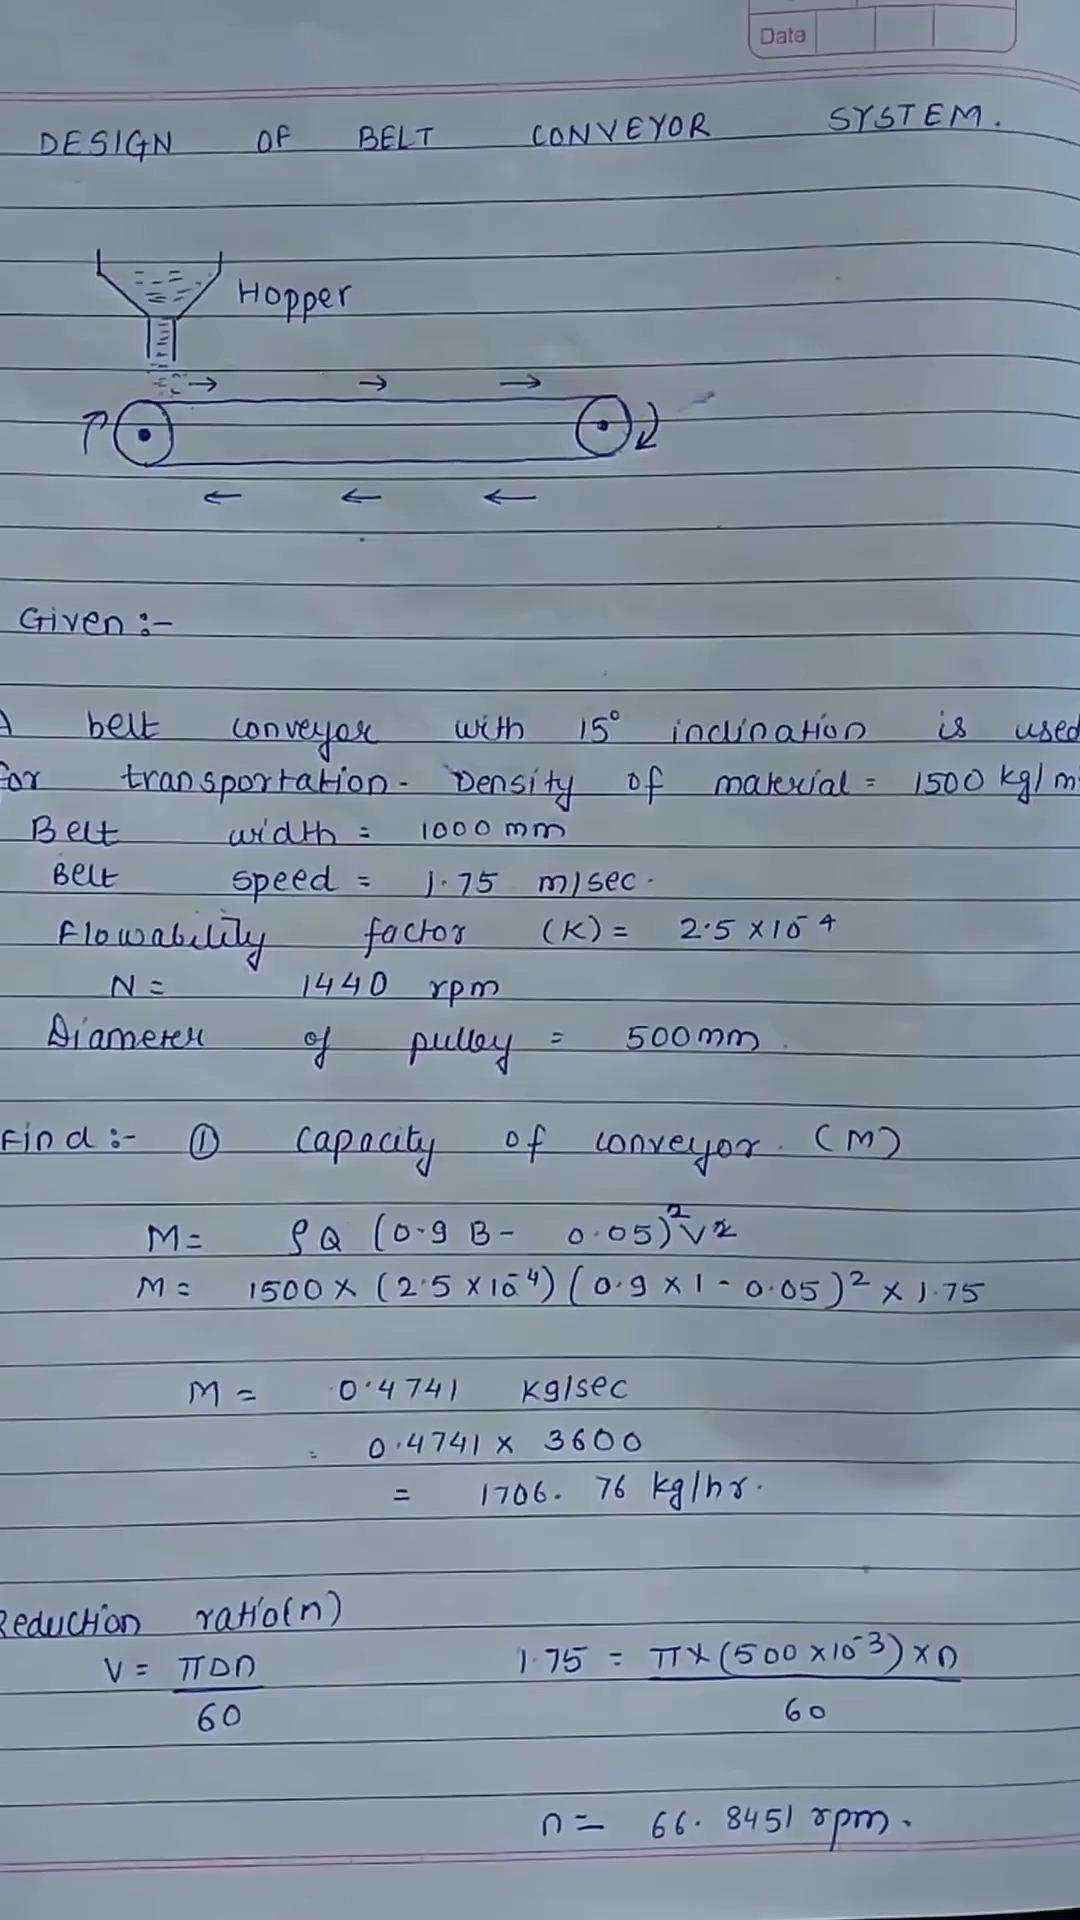 Data
DESIGN OF BELT CONVEYOR SYSTEM.
Hopper
Given :-
belt conveyor with 15° inclination is used
for transportation. Density of material = 1500 kg/m
Belt width = 1000 mm
Belt speed = 1.75 m/sec.
Flowability factor (K) = 2.5 × 10⁻⁴
N = 1440 rpm
Diameter of pulley = 500mm
Find :- ① Capacity of conveyor. (M)
M = ρQ (0.9 B - 0.05)² V
M = 1500 × (2.5 × 10⁻⁴) (0.9 × 1 - 0.05)² × 1.75
M = 0.4741 kg/sec
= 0.4741 × 3600
= 1706.76 kg/hr.
Reduction ratio(n)
V = πDn / 60 1.75 = π × (500 × 10⁻³) × n / 60
n = 66.8451 rpm.